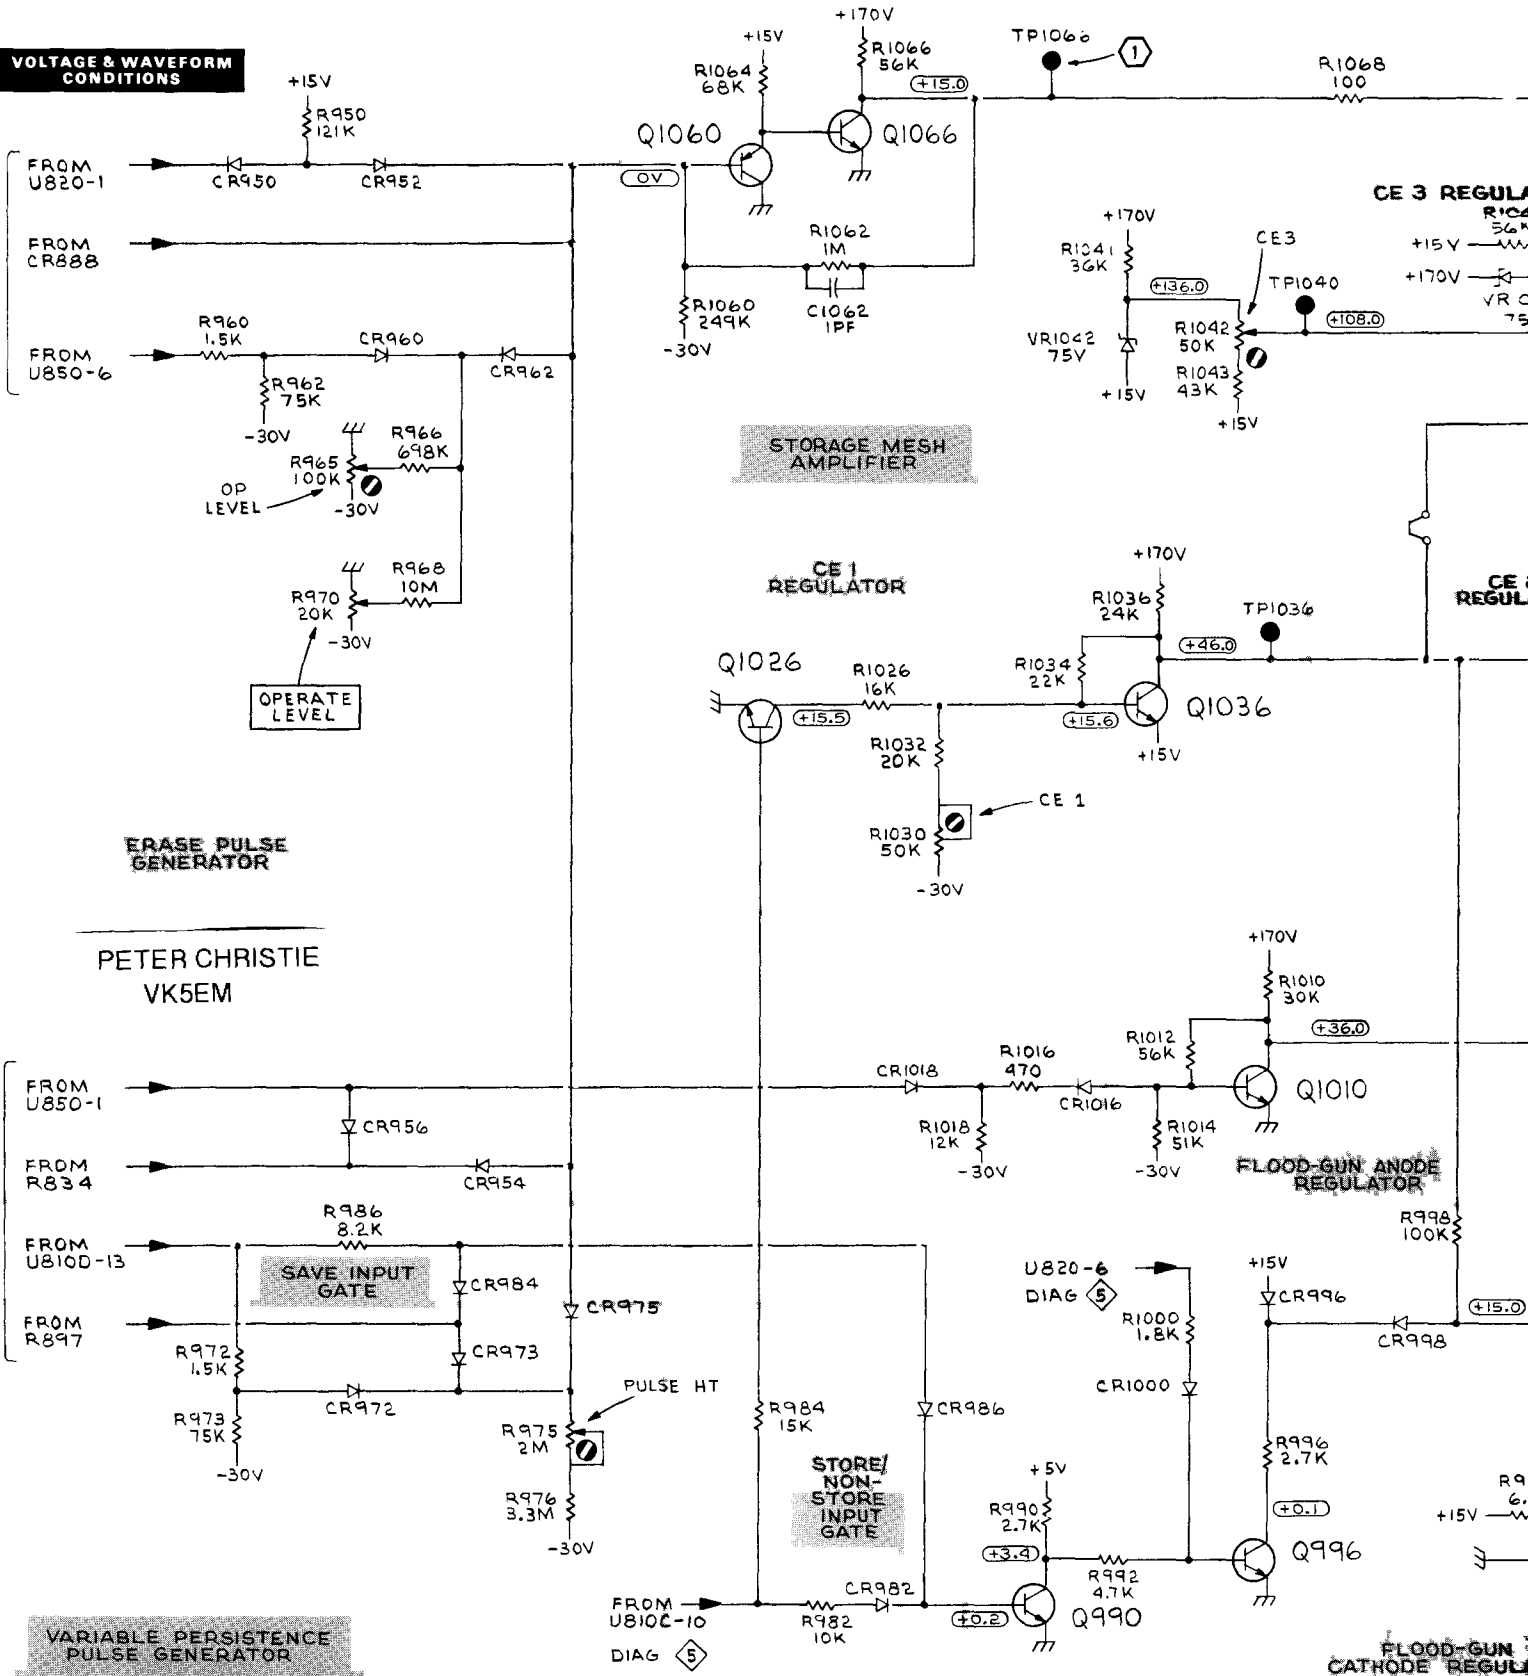 VOLTAGE & WAVEFORM
CONDITIONS
+15V
R950
121K
FROM
U820-1
CR950
CR952
FROM
CR888
R960
1.5K
CR960
FROM
U850-6
CR962
R962
75K
-30V
R966
698K
R965
100K
OP
LEVEL
-30V
R968
10M
R970
20K
-30V
OPERATE
LEVEL
+15V
+170V
R1064
68K
R1066
56K
+15.0
TP1066
1
R1068
100
Q1060
Q1066
0V
R1062
1M
C1062
1PF
R1060
249K
-30V
STORAGE MESH
AMPLIFIER
CE 3 REGULA
56K
+15V
+170V
VR
75
+170V
R1041
36K
CE3
+136.0
TP1040
+108.0
VR1042
75V
R1042
50K
R1043
43K
+15V
+15V
CE 1
REGULATOR
+170V
R1036
24K
TP1036
CE
REGUL
+46.0
Q1026
R1026
16K
R1034
22K
+15.5
+15.6
Q1036
+15V
R1032
20K
CE 1
R1030
50K
-30V
ERASE PULSE
GENERATOR
PETER CHRISTIE
VK5EM
+170V
R1010
30K
+36.0
R1012
56K
FROM
U850-1
CR1018
R1016
470
CR1016
Q1010
CR956
R1018
12K
-30V
R1014
51K
-30V
FROM
R834
CR954
FLOOD-GUN ANODE
REGULATOR
R986
8.2K
FROM
U810D-13
SAVE INPUT
GATE
CR984
CR975
R998
100K
U820-6
DIAG 5
+15V
CR996
+15.0
FROM
R897
R1000
1.8K
CR998
R972
1.5K
CR973
CR972
PULSE HT
CR1000
R973
75K
-30V
R975
2M
R984
15K
CR986
R976
3.3M
-30V
STORE/
NON-
STORE
INPUT
GATE
+5V
R990
2.7K
+3.4
R996
2.7K
+0.1
R9
6.
+15V
R992
4.7K
Q996
FROM
U810C-10
DIAG 5
R982
10K
CR982
+0.2
Q990
VARIABLE PERSISTENCE
PULSE GENERATOR
FLOOD-GUN
CATHODE REGULA